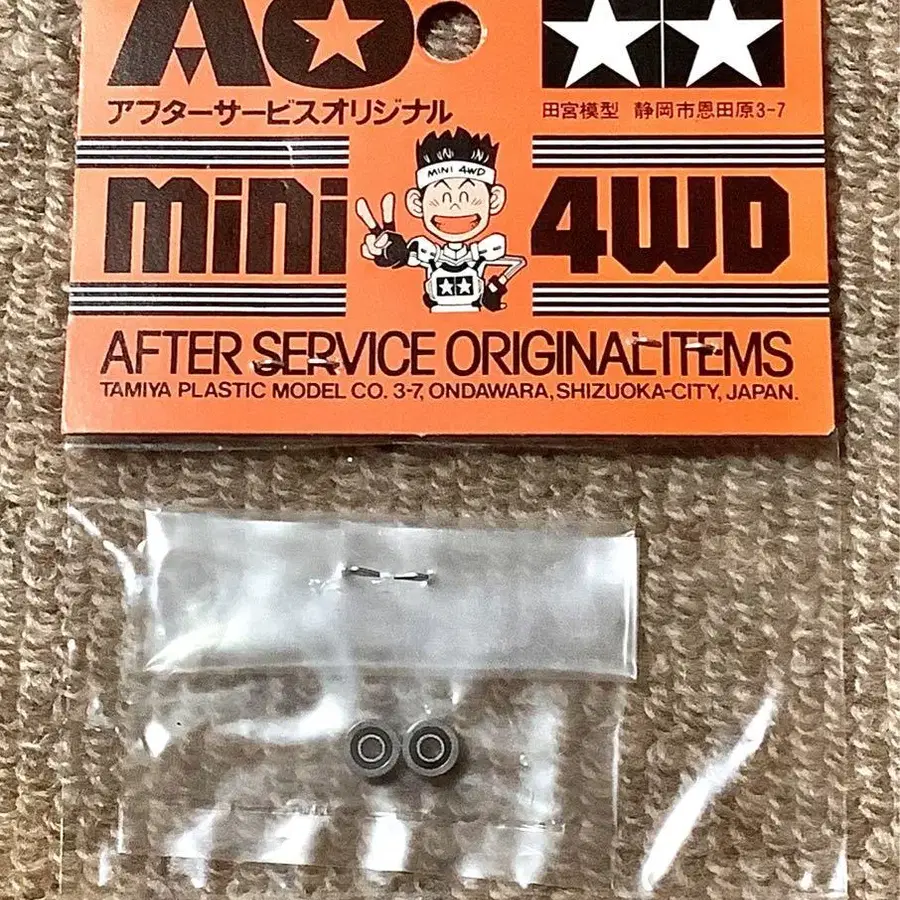 AO.
アフターサービスオリジナル
田宮模型 静岡市恩田原3-7
mini 4WD
MINI 4WD
AFTER SERVICE ORIGINAL ITEMS
TAMIYA PLASTIC MODEL CO. 3-7, ONDAWARA, SHIZUOKA-CITY, JAPAN.